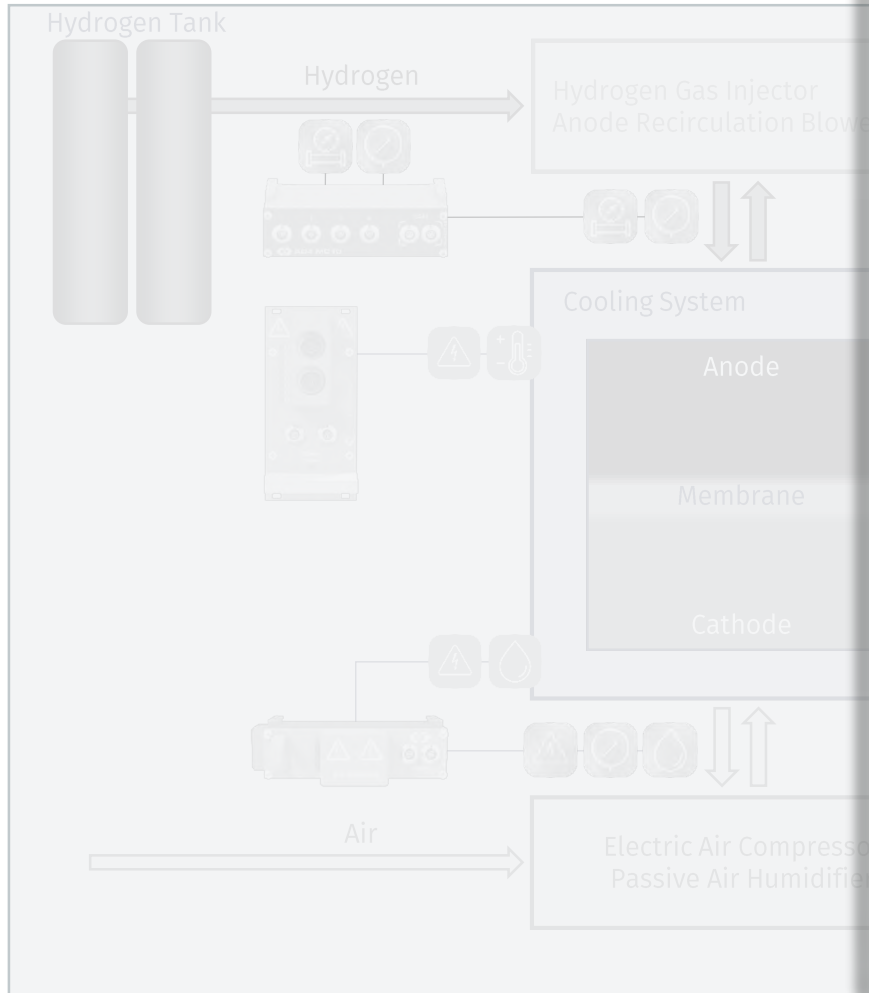 Hydrogen Tank
Hydrogen
Hydrogen Gas Injector
Anode Recirculation Blowe
Cooling System
Anode
Membrane
Cathode
Air
Electric Air Compresso
Passive Air Humidifier